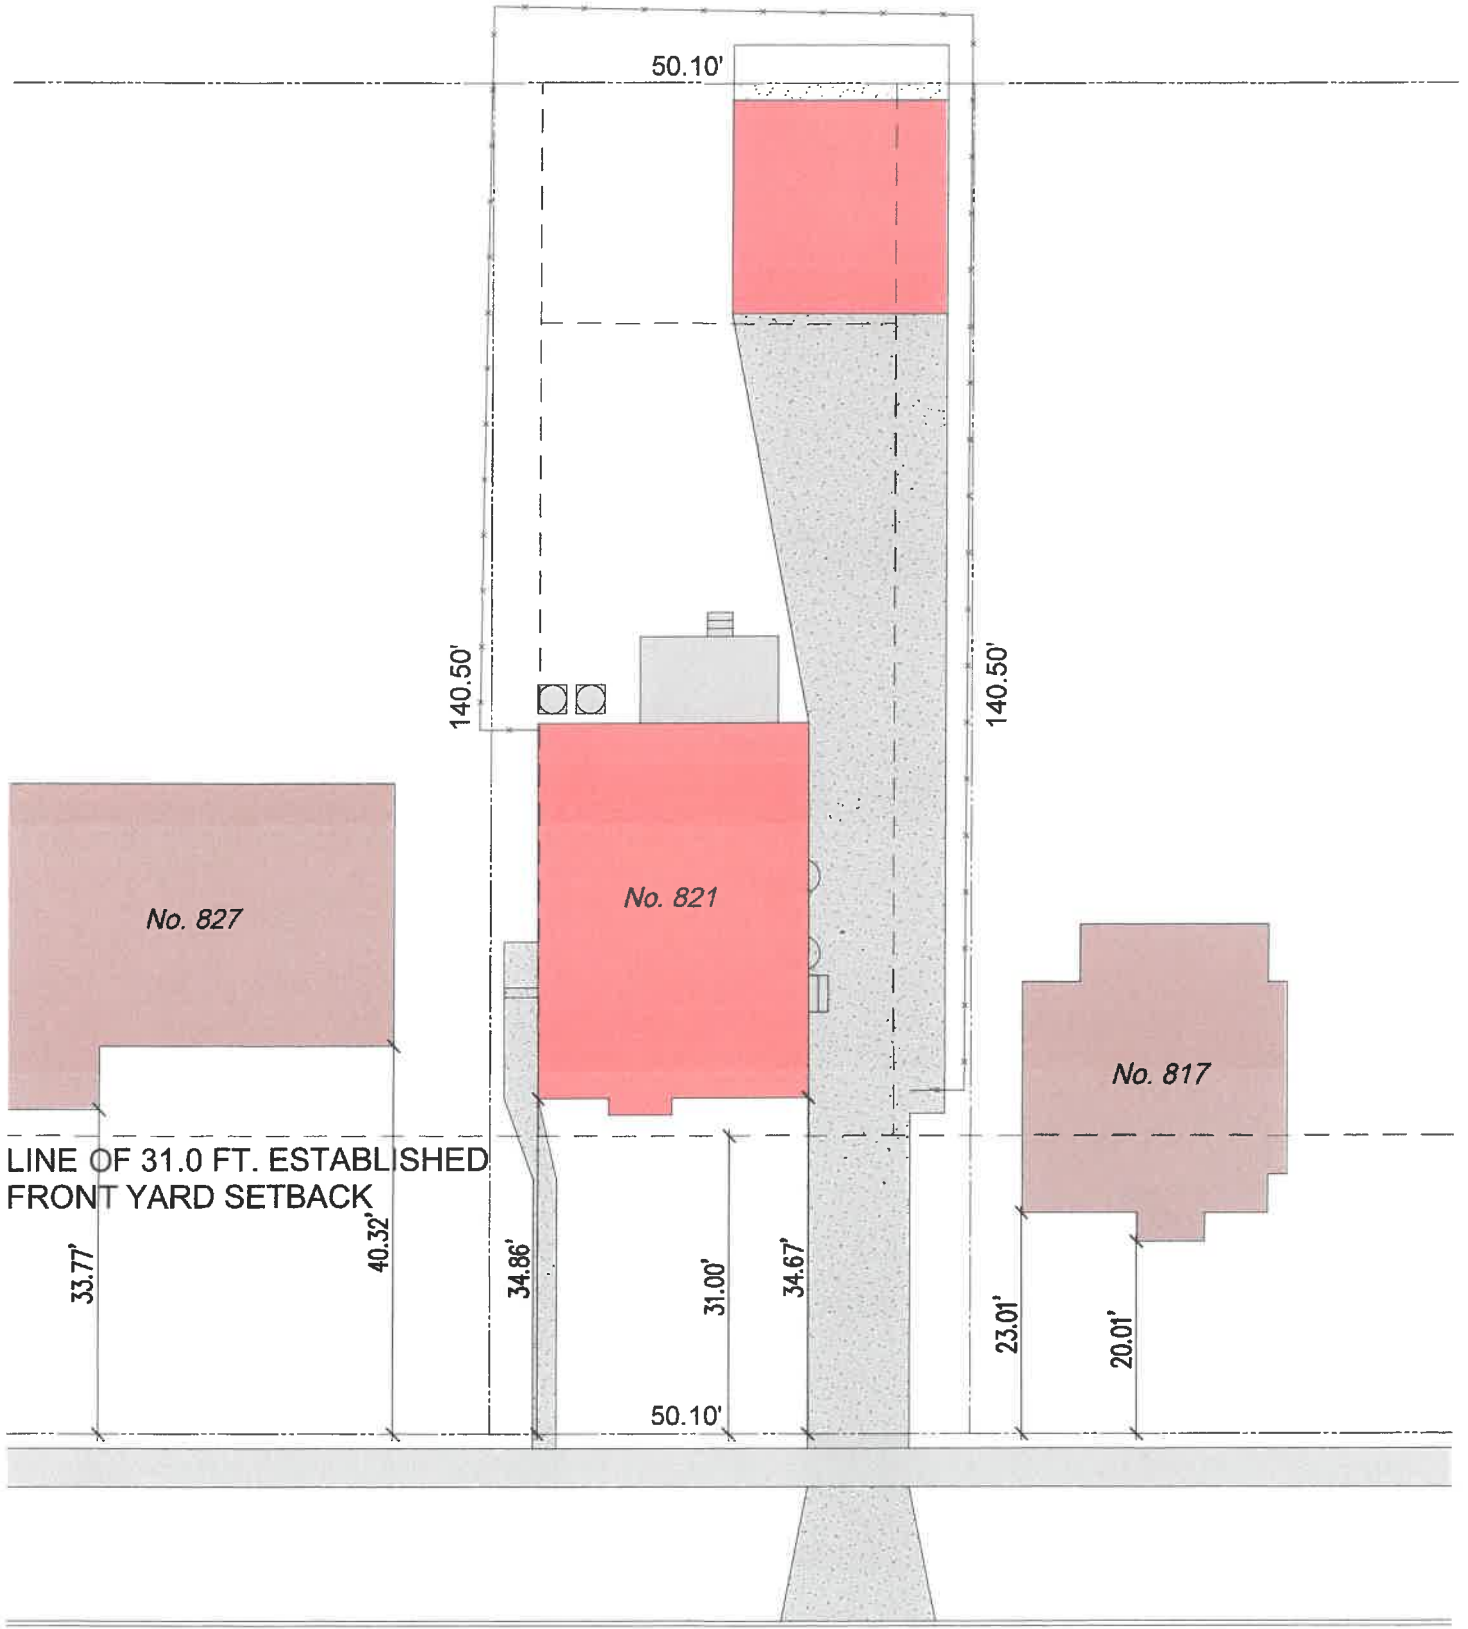 50.10'
140.50'
140.50'
No. 827
No. 821
No. 817
LINE OF 31.0 FT. ESTABLISHED
FRONT YARD SETBACK
33.77'
40.32'
34.86'
31.00'
34.67'
23.01'
20.01'
50.10'